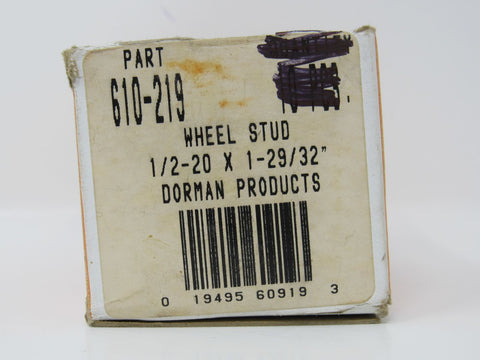 PART
610-219
WHEEL STUD
1/2-20 X 1-29/32"
DORMAN PRODUCTS
0 19495 60919 3